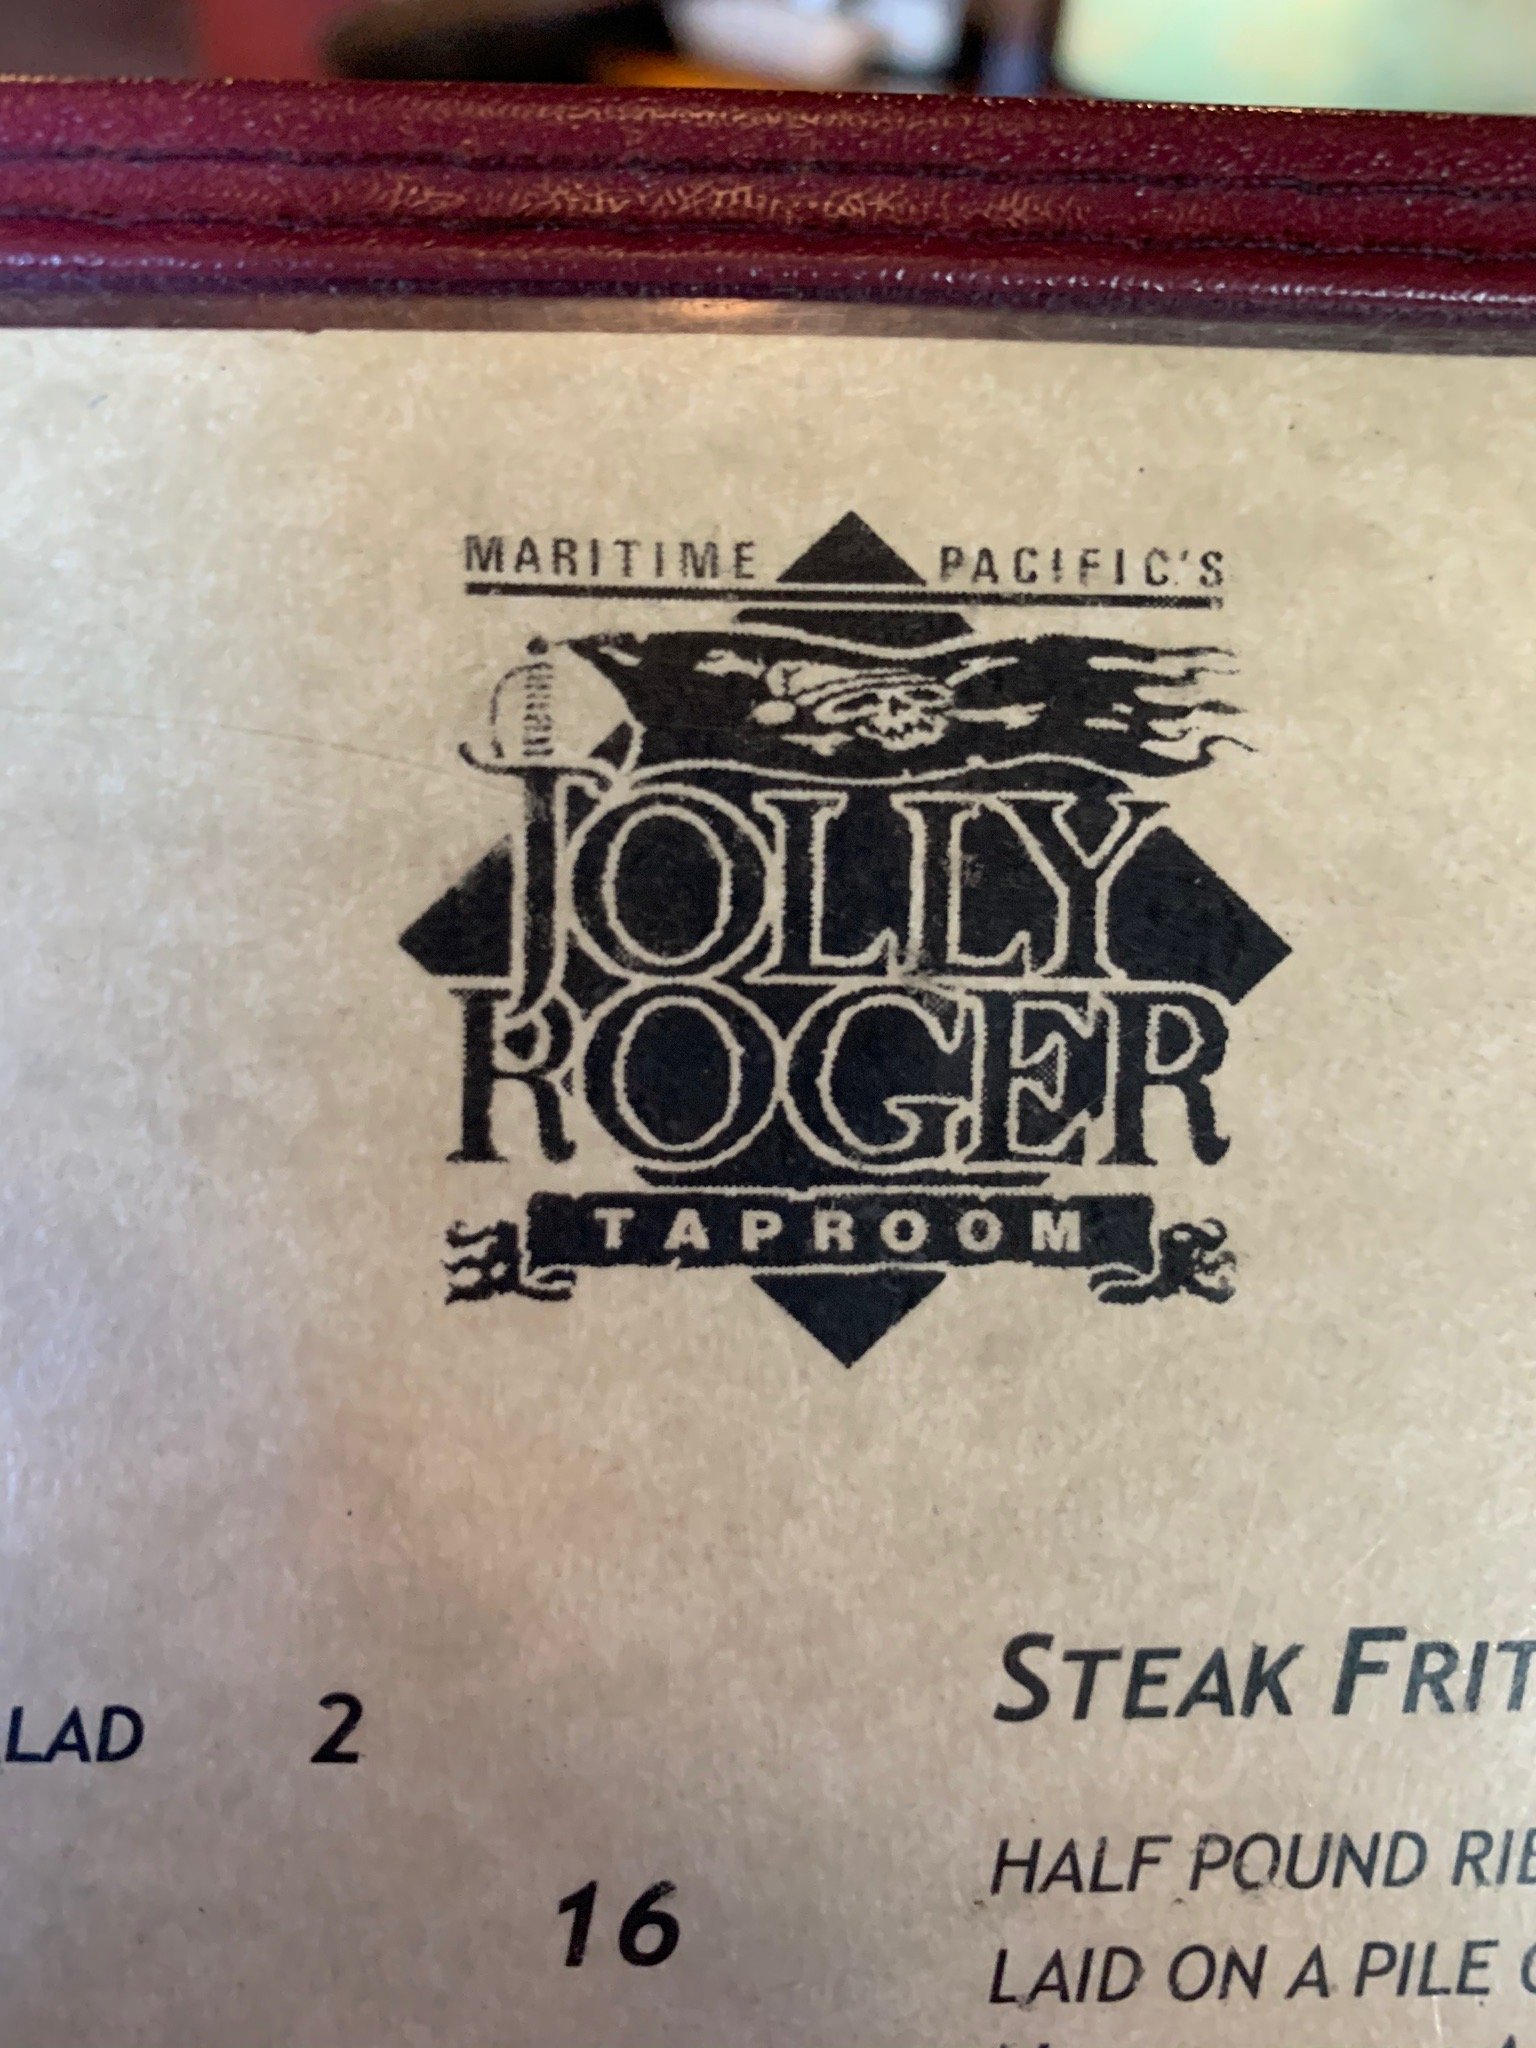 MARITIME PACIFIC'S
JOLLY
ROGER
TAPROOM
LAD 2
16
STEAK FRIT
HALF POUND RIB
LAID ON A PILE